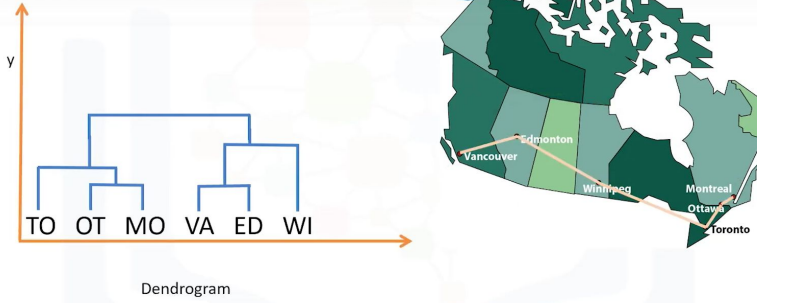 y
TO OT MO VA ED WI
Dendrogram
Edmonton
Vancouver
Winnipeg
Montreal
Ottawa
Toronto